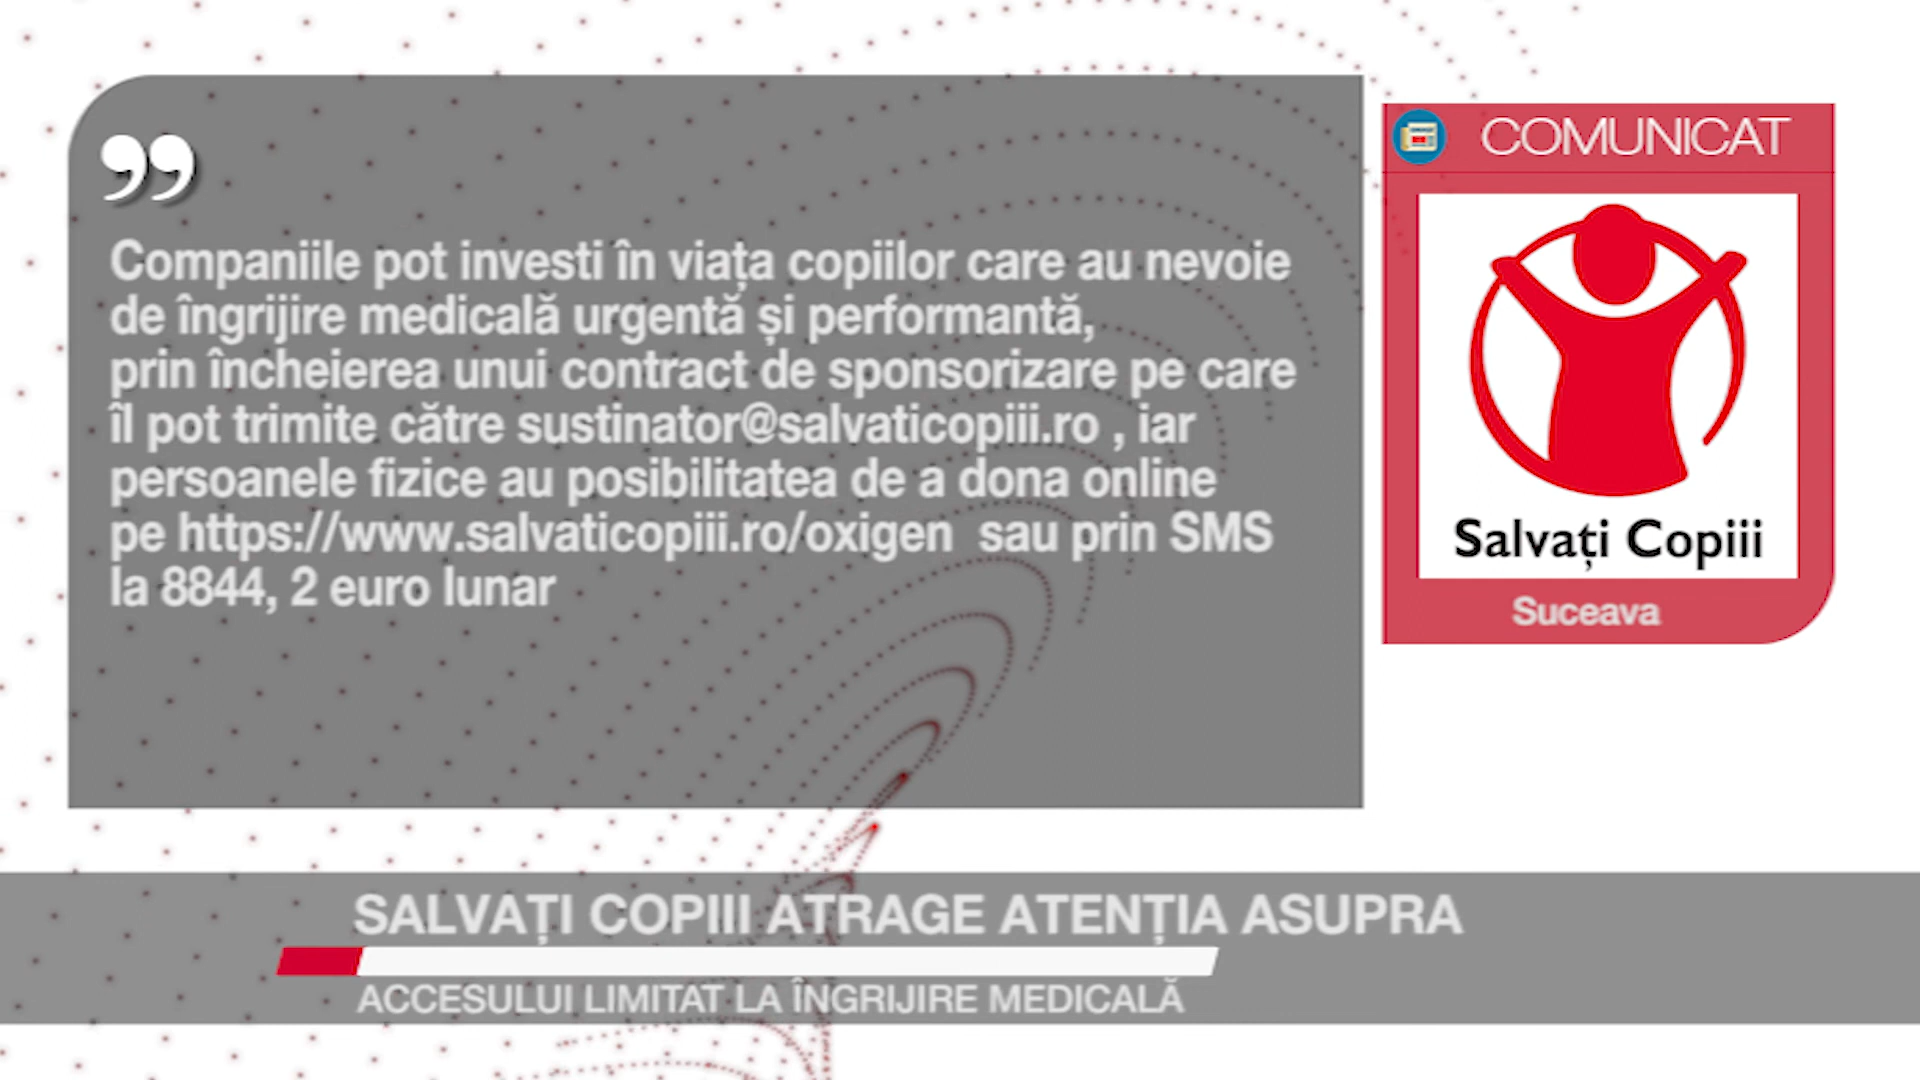 Companiile pot investi în viața copiilor care au nevoie
de îngrijire medicală urgentă și performantă,
prin încheierea unui contract de sponsorizare pe care
îl pot trimite către sustinator@salvaticopiii.ro , iar
persoanele fizice au posibilitatea de a dona online
pe https://www.salvaticopiii.ro/oxigen sau prin SMS
la 8844, 2 euro lunar
COMUNICAT
Salvați Copiii
Suceava
SALVAȚI COPIII ATRAGE ATENȚIA ASUPRA
ACCESULUI LIMITAT LA ÎNGRIJIRE MEDICALĂ